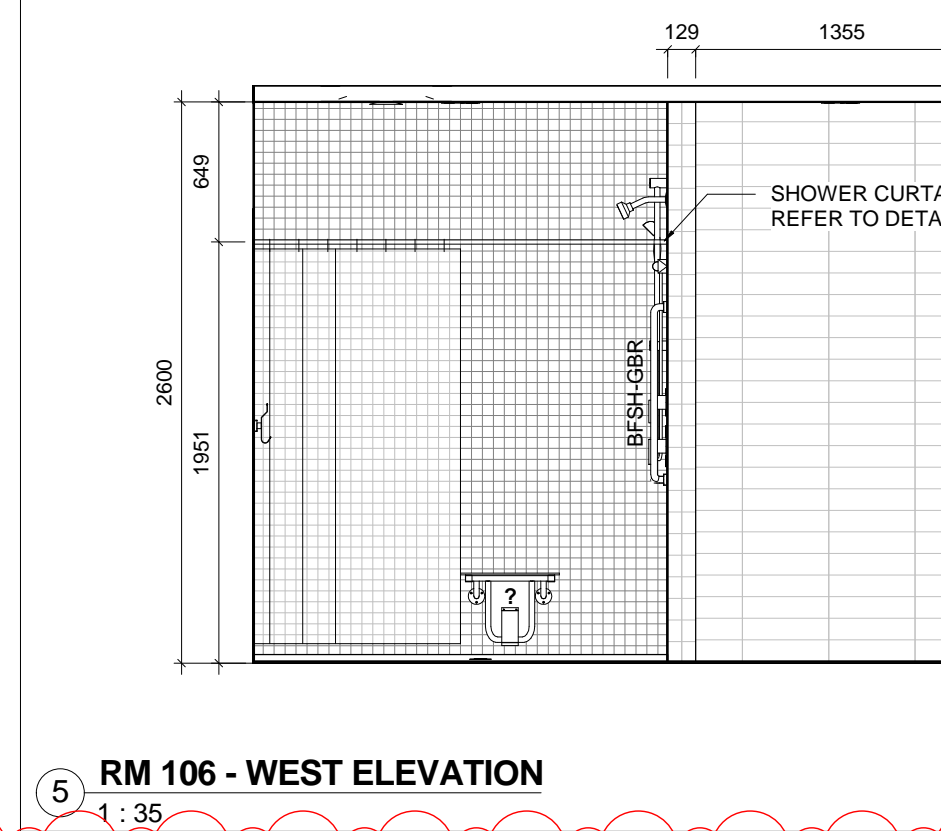 129
1355
649
SHOWER CURTA
REFER TO DETA
2600
1951
BFSH-GBR
?
5
RM 106 - WEST ELEVATION
1 : 35